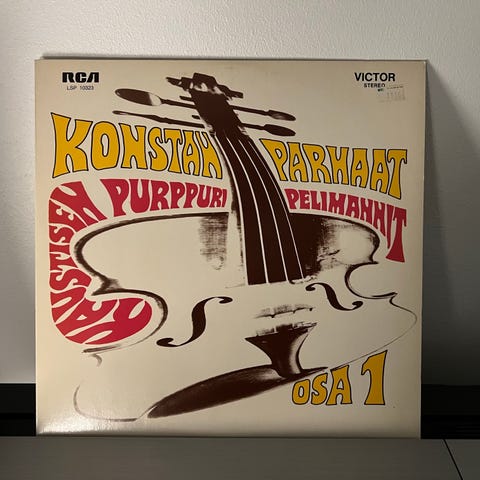 RCA
LSP 10323
VICTOR
STEREO
KONSTAN PARHAAT
KAUSTISEN PURPPURI PELIMANNIT
OSA 1